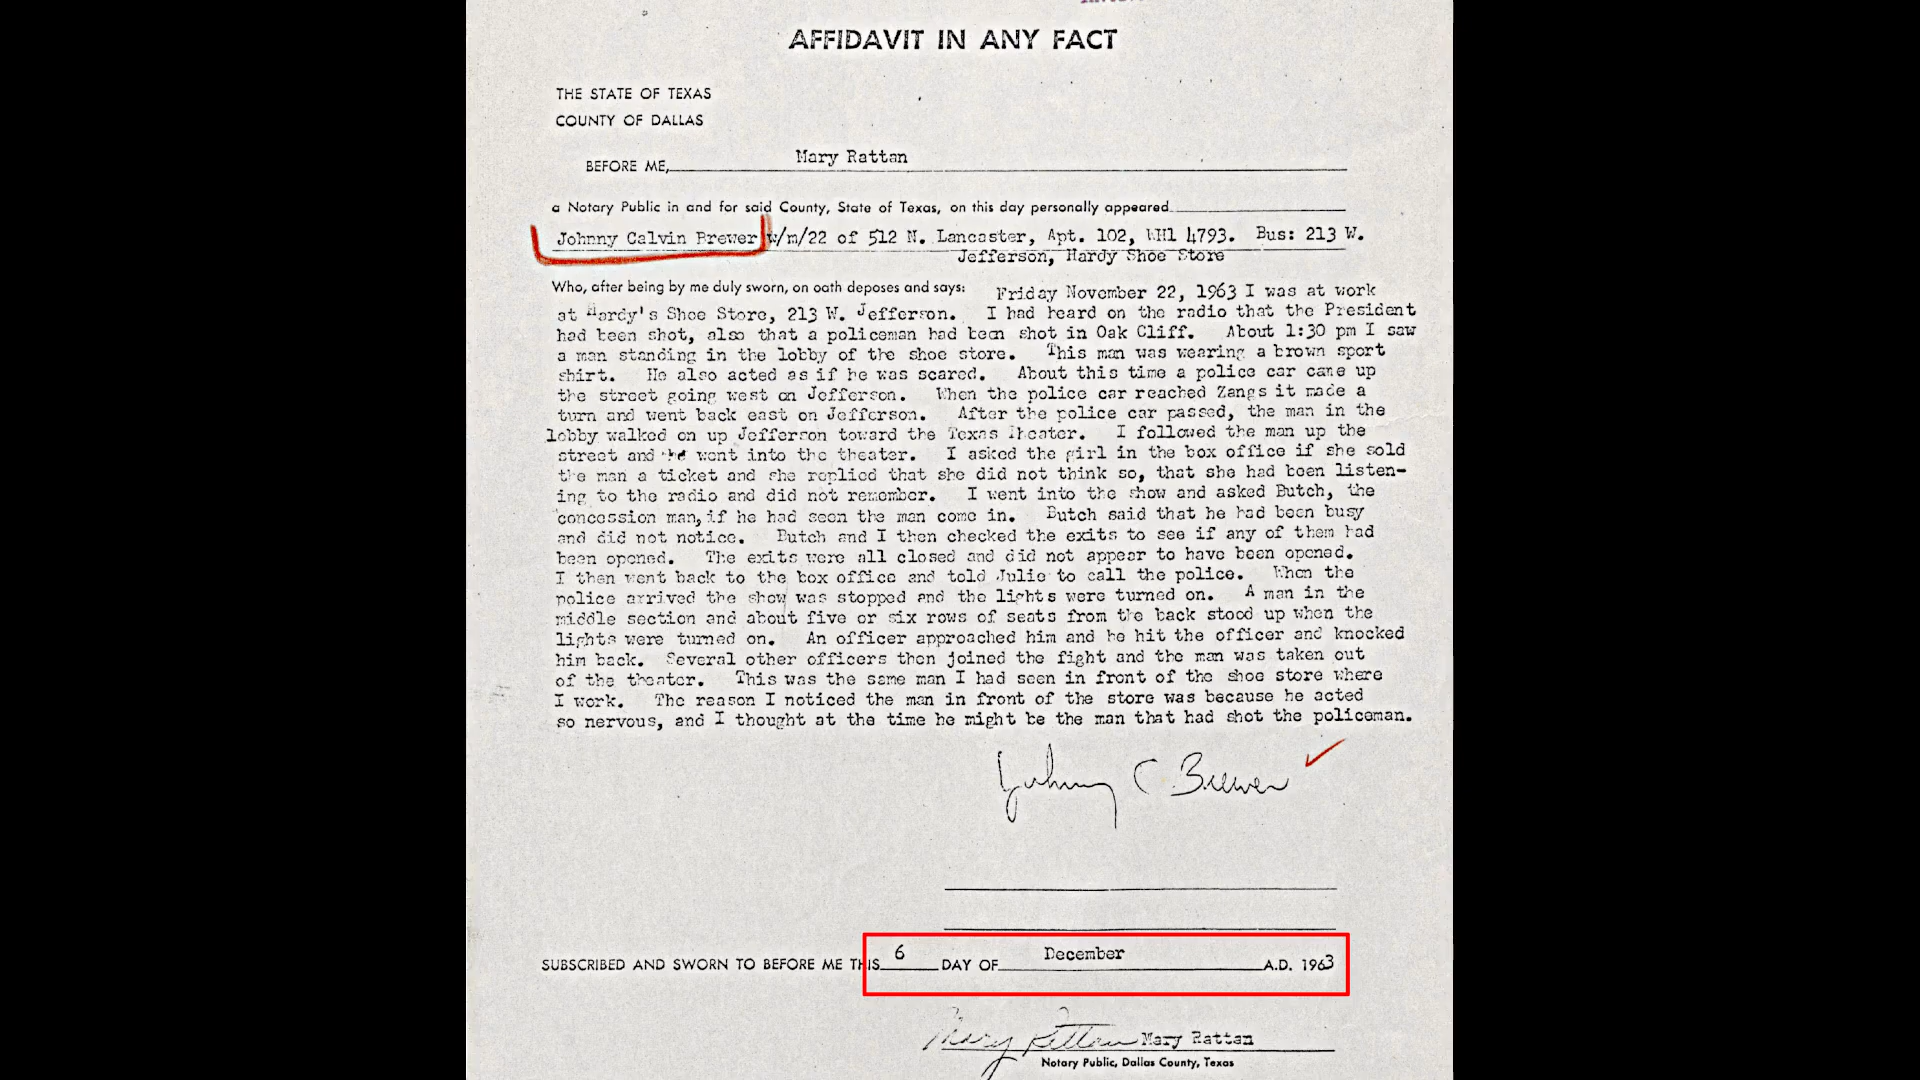 AFFIDAVIT IN ANY FACT
THE STATE OF TEXAS
COUNTY OF DALLAS
BEFORE ME, Mary Rattan
a Notary Public in and for said County, State of Texas, on this day personally appeared
Johnny Calvin Brewer w/m/22 of 512 N. Lancaster, Apt. 102, WH1 4793. Bus: 213 W.
Jefferson, Hardy Shoe Store
Who, after being by me duly sworn, on oath deposes and says: Friday November 22, 1963 I was at work
at Hardy's Shoe Store, 213 W. Jefferson. I had heard on the radio that the President
had been shot, also that a policeman had been shot in Oak Cliff. About 1:30 pm I saw
a man standing in the lobby of the shoe store. This man was wearing a brown sport
shirt. He also acted as if he was scared. About this time a police car came up
the street going west on Jefferson. When the police car reached Zangs it made a
turn and went back east on Jefferson. After the police car passed, the man in the
lobby walked on up Jefferson toward the Texas Theater. I followed the man up the
street and he went into the theater. I asked the girl in the box office if she sold
the man a ticket and she replied that she did not think so, that she had been listen-
ing to the radio and did not remember. I went into the show and asked Butch, the
concession man, if he had seen the man come in. Butch said that he had been busy
and did not notice. Butch and I then checked the exits to see if any of them had
been opened. The exits were all closed and did not appear to have been opened.
I then went back to the box office and told Julie to call the police. When the
police arrived the show was stopped and the lights were turned on. A man in the
middle section and about five or six rows of seats from the back stood up when the
lights were turned on. An officer approached him and he hit the officer and knocked
him back. Several other officers then joined the fight and the man was taken out
of the theater. This was the same man I had seen in front of the shoe store where
I work. The reason I noticed the man in front of the store was because he acted
so nervous, and I thought at the time he might be the man that had shot the policeman.
Johnny C Brewer
SUBSCRIBED AND SWORN TO BEFORE ME THIS 6 DAY OF December A.D. 1963
Mary Rattan Mary Rattan
Notary Public, Dallas County, Texas